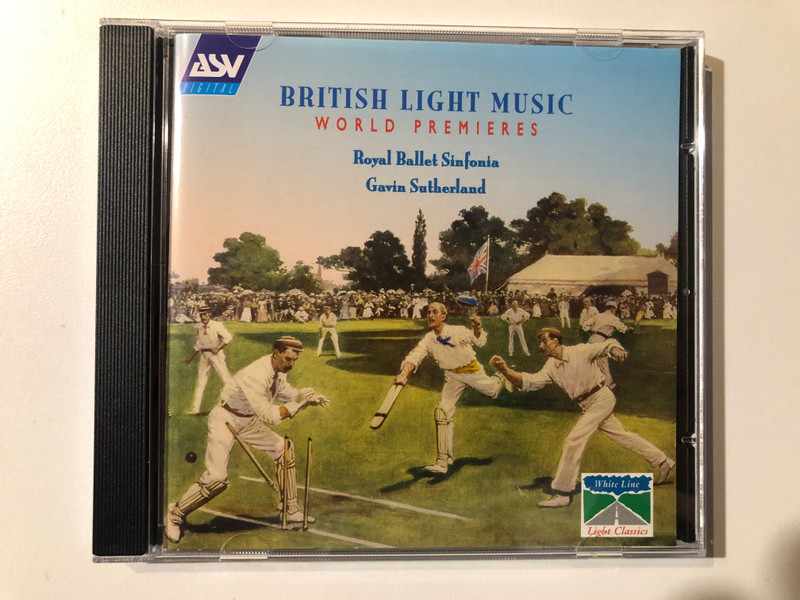 ASV
DIGITAL
BRITISH LIGHT MUSIC
WORLD PREMIERES
Royal Ballet Sinfonia
Gavin Sutherland
White Line
Light Classics